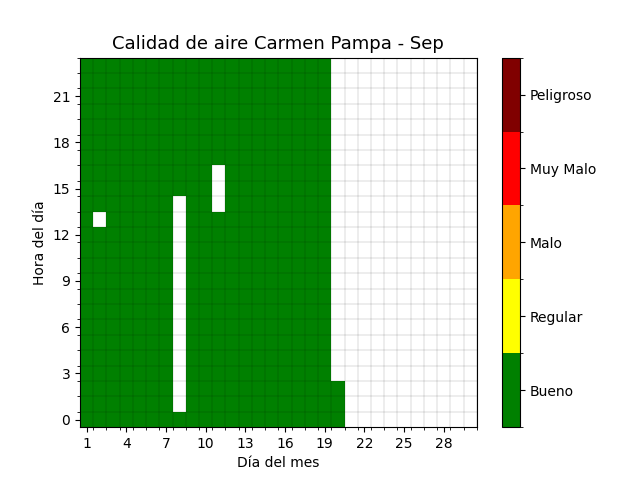 Calidad de aire Carmen Pampa - Sep
Hora del día
21
18
15
12
9
6
3
0
1 4 7 10 13 16 19 22 25 28
Día del mes
Peligroso
Muy Malo
Malo
Regular
Bueno